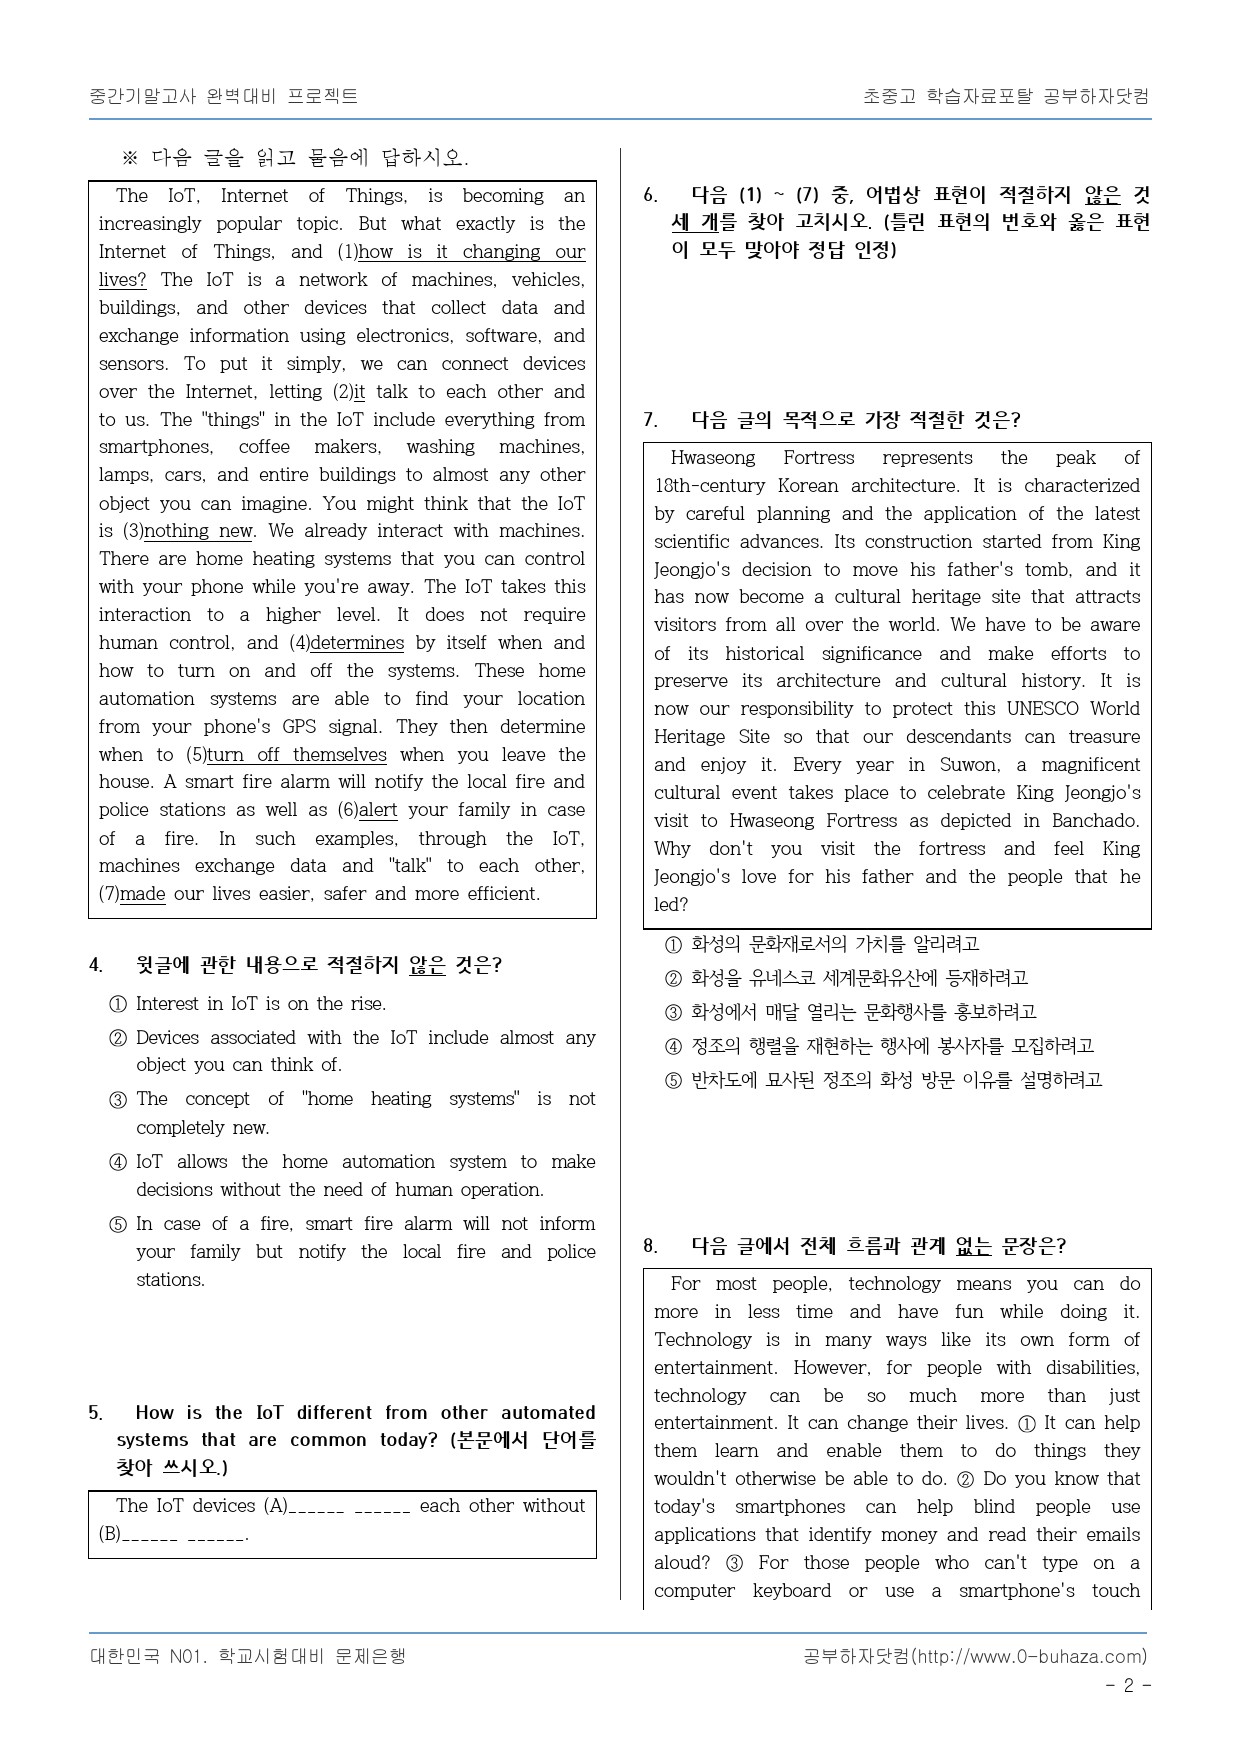 중간기말고사 완벽대비 프로젝트
초중고 학습자료포탈 공부하자닷컴
※ 다음 글을 읽고 물음에 답하시오.
The IoT, Internet of Things, is becoming an
increasingly popular topic. But what exactly is the
Internet of Things, and (1)how is it changing our
lives? The IoT is a network of machines, vehicles,
buildings, and other devices that collect data and
exchange information using electronics, software, and
sensors. To put it simply, we can connect devices
over the Internet, letting (2)it talk to each other and
to us. The "things" in the IoT include everything from
smartphones, coffee makers, washing machines,
lamps, cars, and entire buildings to almost any other
object you can imagine. You might think that the IoT
is (3)nothing new. We already interact with machines.
There are home heating systems that you can control
with your phone while you're away. The IoT takes this
interaction to a higher level. It does not require
human control, and (4)determines by itself when and
how to turn on and off the systems. These home
automation systems are able to find your location
from your phone's GPS signal. They then determine
when to (5)turn off themselves when you leave the
house. A smart fire alarm will notify the local fire and
police stations as well as (6)alert your family in case
of a fire. In such examples, through the IoT,
machines exchange data and "talk" to each other,
(7)made our lives easier, safer and more efficient.
4. 윗글에 관한 내용으로 적절하지 않은 것은?
① Interest in IoT is on the rise.
② Devices associated with the IoT include almost any
object you can think of.
③ The concept of "home heating systems" is not
completely new.
④ IoT allows the home automation system to make
decisions without the need of human operation.
⑤ In case of a fire, smart fire alarm will not inform
your family but notify the local fire and police
stations.
5. How is the IoT different from other automated
systems that are common today? (본문에서 단어를
찾아 쓰시오.)
The IoT devices (A)______ ______ each other without
(B)______ ______.
6. 다음 (1) ~ (7) 중, 어법상 표현이 적절하지 않은 것
세 개를 찾아 고치시오. (틀린 표현의 번호와 옳은 표현
이 모두 맞아야 정답 인정)
7. 다음 글의 목적으로 가장 적절한 것은?
Hwaseong Fortress represents the peak of
18th-century Korean architecture. It is characterized
by careful planning and the application of the latest
scientific advances. Its construction started from King
Jeongjo's decision to move his father's tomb, and it
has now become a cultural heritage site that attracts
visitors from all over the world. We have to be aware
of its historical significance and make efforts to
preserve its architecture and cultural history. It is
now our responsibility to protect this UNESCO World
Heritage Site so that our descendants can treasure
and enjoy it. Every year in Suwon, a magnificent
cultural event takes place to celebrate King Jeongjo's
visit to Hwaseong Fortress as depicted in Banchado.
Why don't you visit the fortress and feel King
Jeongjo's love for his father and the people that he
led?
① 화성의 문화재로서의 가치를 알리려고
② 화성을 유네스코 세계문화유산에 등재하려고
③ 화성에서 매달 열리는 문화행사를 홍보하려고
④ 정조의 행렬을 재현하는 행사에 봉사자를 모집하려고
⑤ 반차도에 묘사된 정조의 화성 방문 이유를 설명하려고
8. 다음 글에서 전체 흐름과 관계 없는 문장은?
For most people, technology means you can do
more in less time and have fun while doing it.
Technology is in many ways like its own form of
entertainment. However, for people with disabilities,
technology can be so much more than just
entertainment. It can change their lives. ① It can help
them learn and enable them to do things they
wouldn't otherwise be able to do. ② Do you know that
today's smartphones can help blind people use
applications that identify money and read their emails
aloud? ③ For those people who can't type on a
computer keyboard or use a smartphone's touch
대한민국 N01. 학교시험대비 문제은행
공부하자닷컴(http://www.0-buhaza.com)
- 2 -